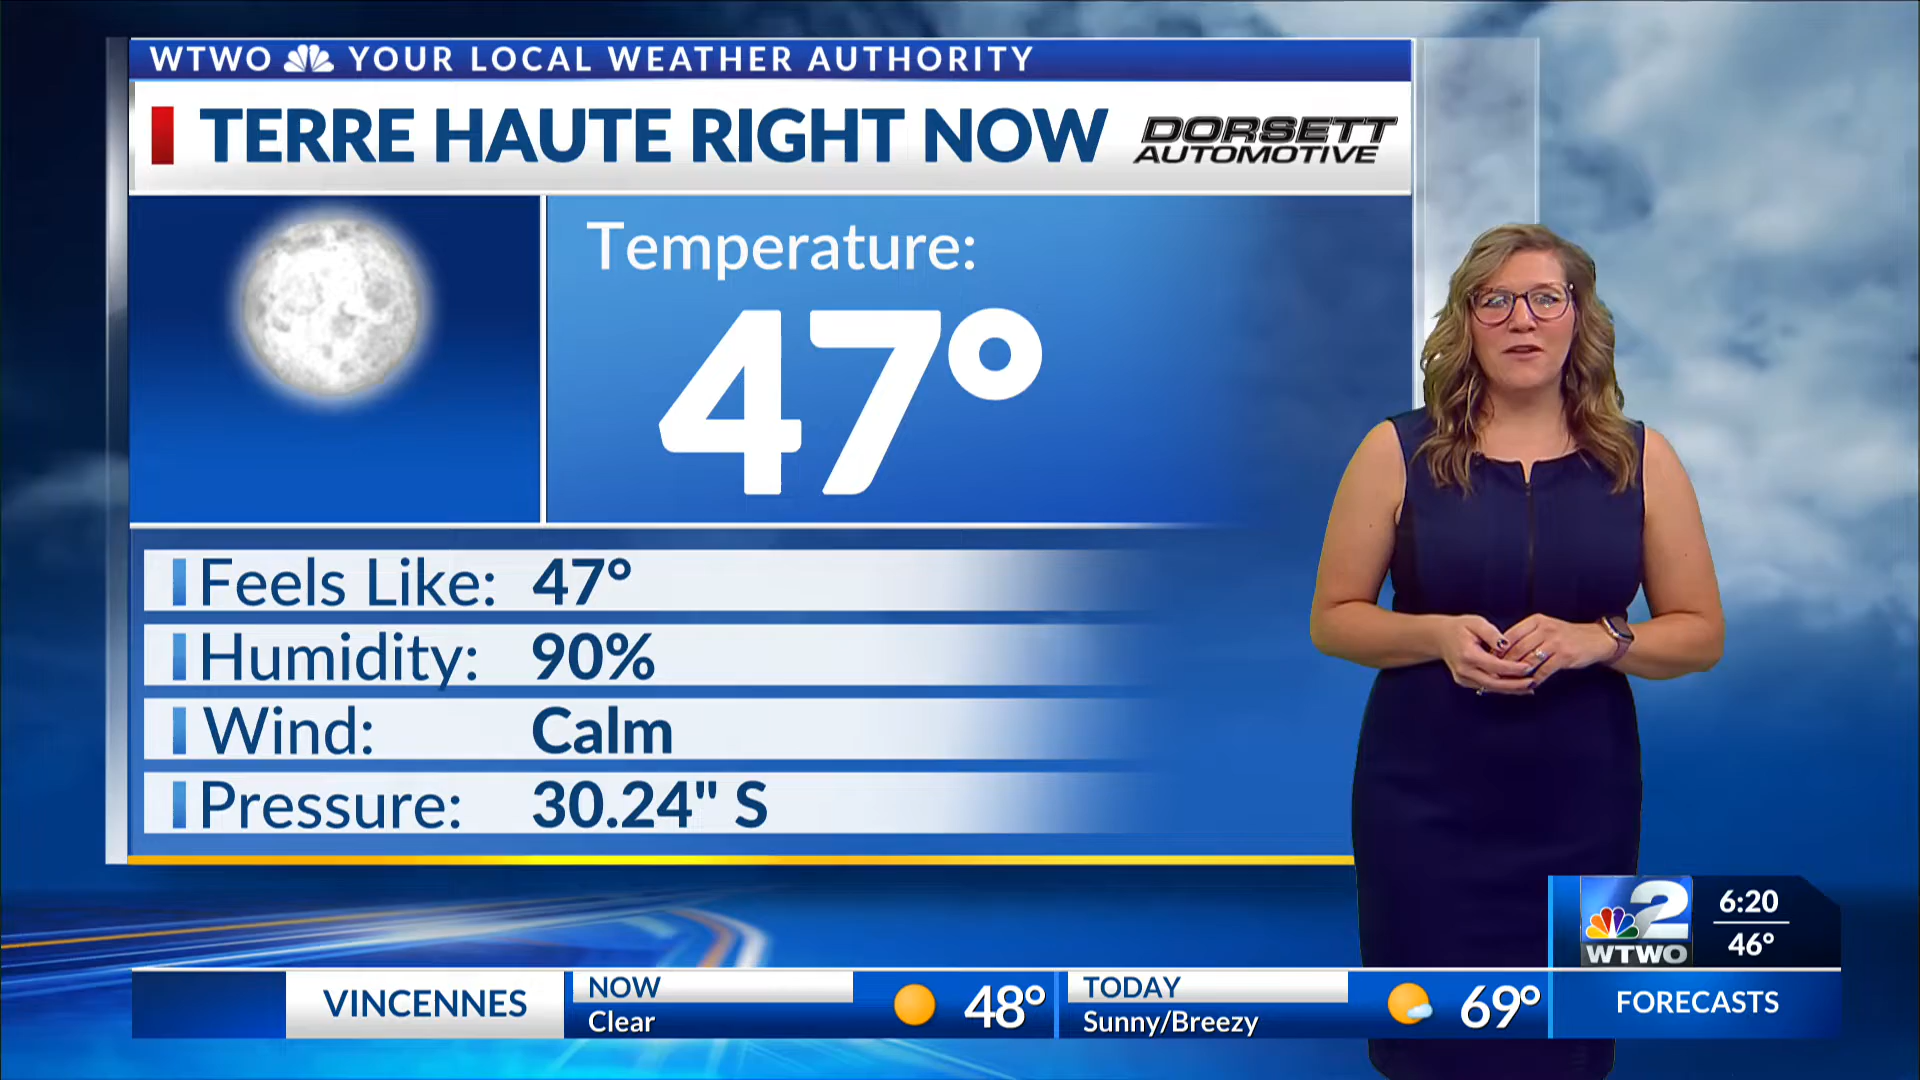 WTWO YOUR LOCAL WEATHER AUTHORITY
TERRE HAUTE RIGHT NOW
DORSETT
AUTOMOTIVE
Temperature:
47°
Feels Like: 47°
Humidity: 90%
Wind: Calm
Pressure: 30.24" S
2
WTWO
6:20
46°
VINCENNES
NOW
Clear
48°
TODAY
Sunny/Breezy
69°
FORECASTS